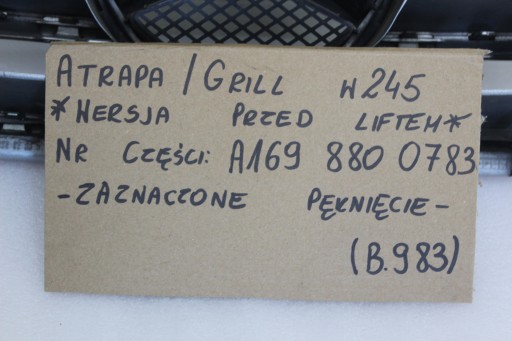 ATRAPA / GRILL W245
*WERSJA PRZED LIFTEM*
NR CZĘŚCI: A169 880 0783
-ZAZNACZONE PĘKNIĘCIE-
(B.983)